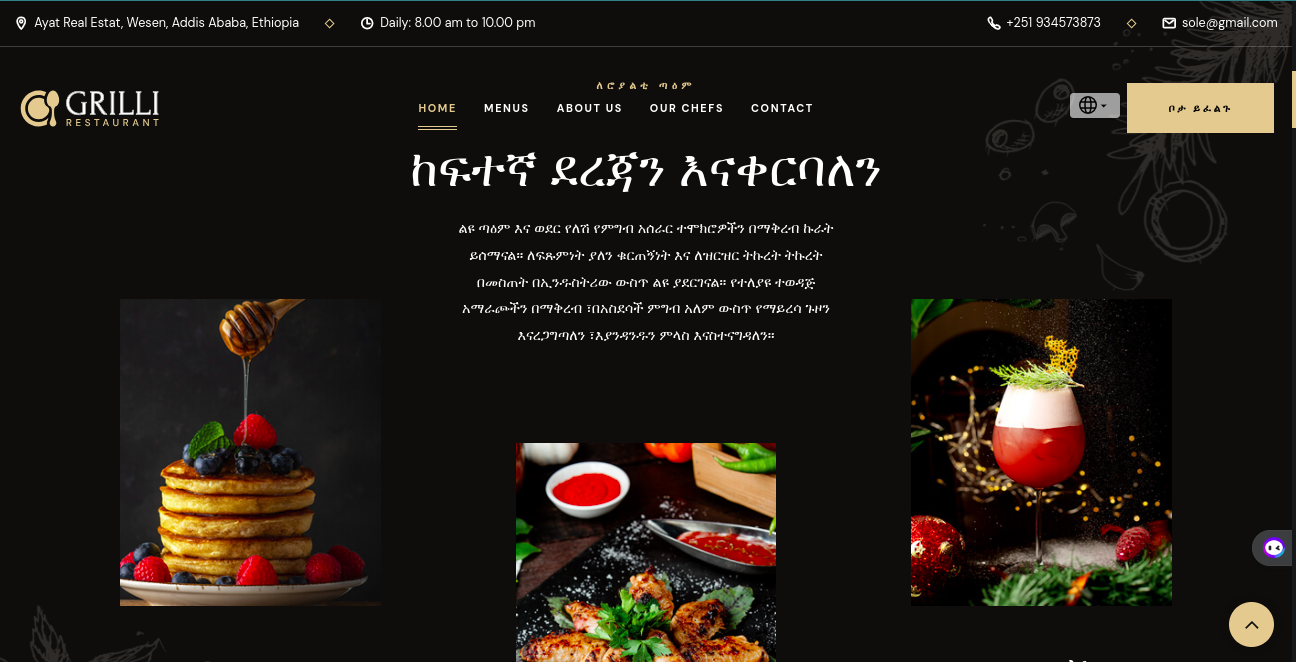 Ayat Real Estat, Wesen, Addis Ababa, Ethiopia
Daily: 8.00 am to 10.00 pm
+251 934573873
sole@gmail.com
ለሮያልቲ ጣዕም
GRILLI
RESTAURANT
HOME
MENUS
ABOUT US
OUR CHEFS
CONTACT
ቦታ ይፈልጉ
ከፍተኛ ደረጃን እናቀርባለን
ልዩ ጣዕም እና ወደር የለሽ የምግብ አሰራር ተሞክሮዎችን በማቅረብ ኩራት
ይሰማናል። ለፍጹምነት ያለን ቁርጠኝነት እና ለዝርዝር ትኩረት ትኩረት
በመስጠት በኢንዱስትሪው ውስጥ ልዩ ያደርገናል። የተለያዩ ተወዳጅ
አማራጮችን በማቅረብ ፣በአስደሳች ምግብ አለም ውስጥ የማይረሳ ጉዞን
እናረጋግጣለን ፣እያንዳንዱን ምላስ እናስተናግዳለን።